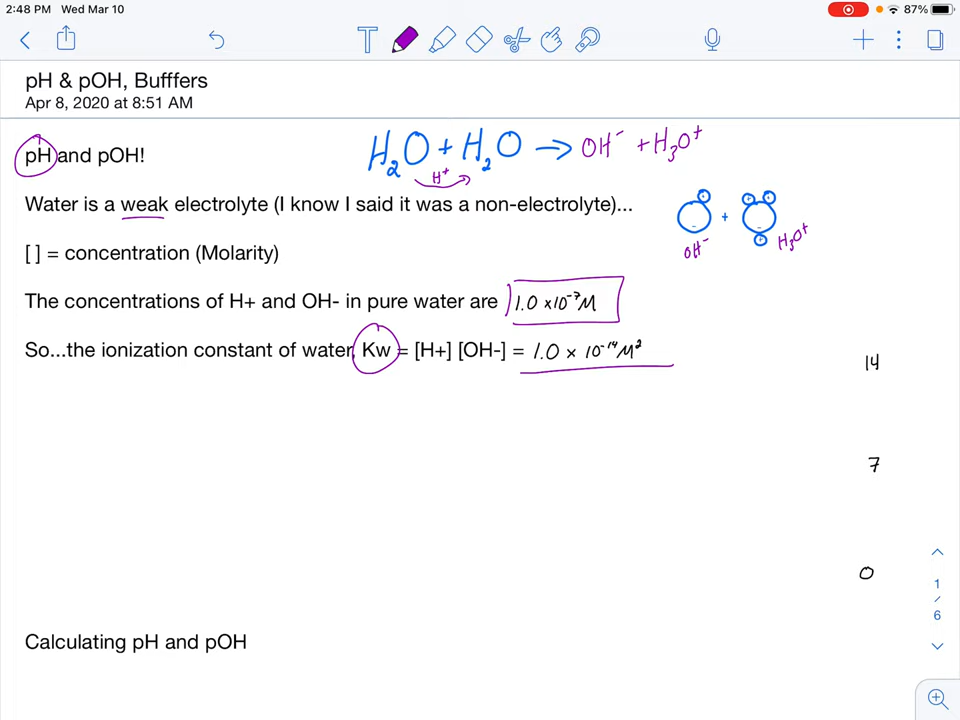 2:48 PM Wed Mar 10
87%
T
pH & pOH, Bufffers
Apr 8, 2020 at 8:51 AM
H₂O + H₂O → OH⁻ + H₃O⁺
H⁺
pH and pOH!
Water is a weak electrolyte (I know I said it was a non-electrolyte)...
+ + +
+
- -
+
OH⁻ H₃O⁺
[ ] = concentration (Molarity)
The concentrations of H+ and OH- in pure water are 1.0 ×10⁻⁷M
So...the ionization constant of water, Kw = [H+] [OH-] = 1.0 × 10⁻¹⁴M²
14
7
0
1
/
6
Calculating pH and pOH